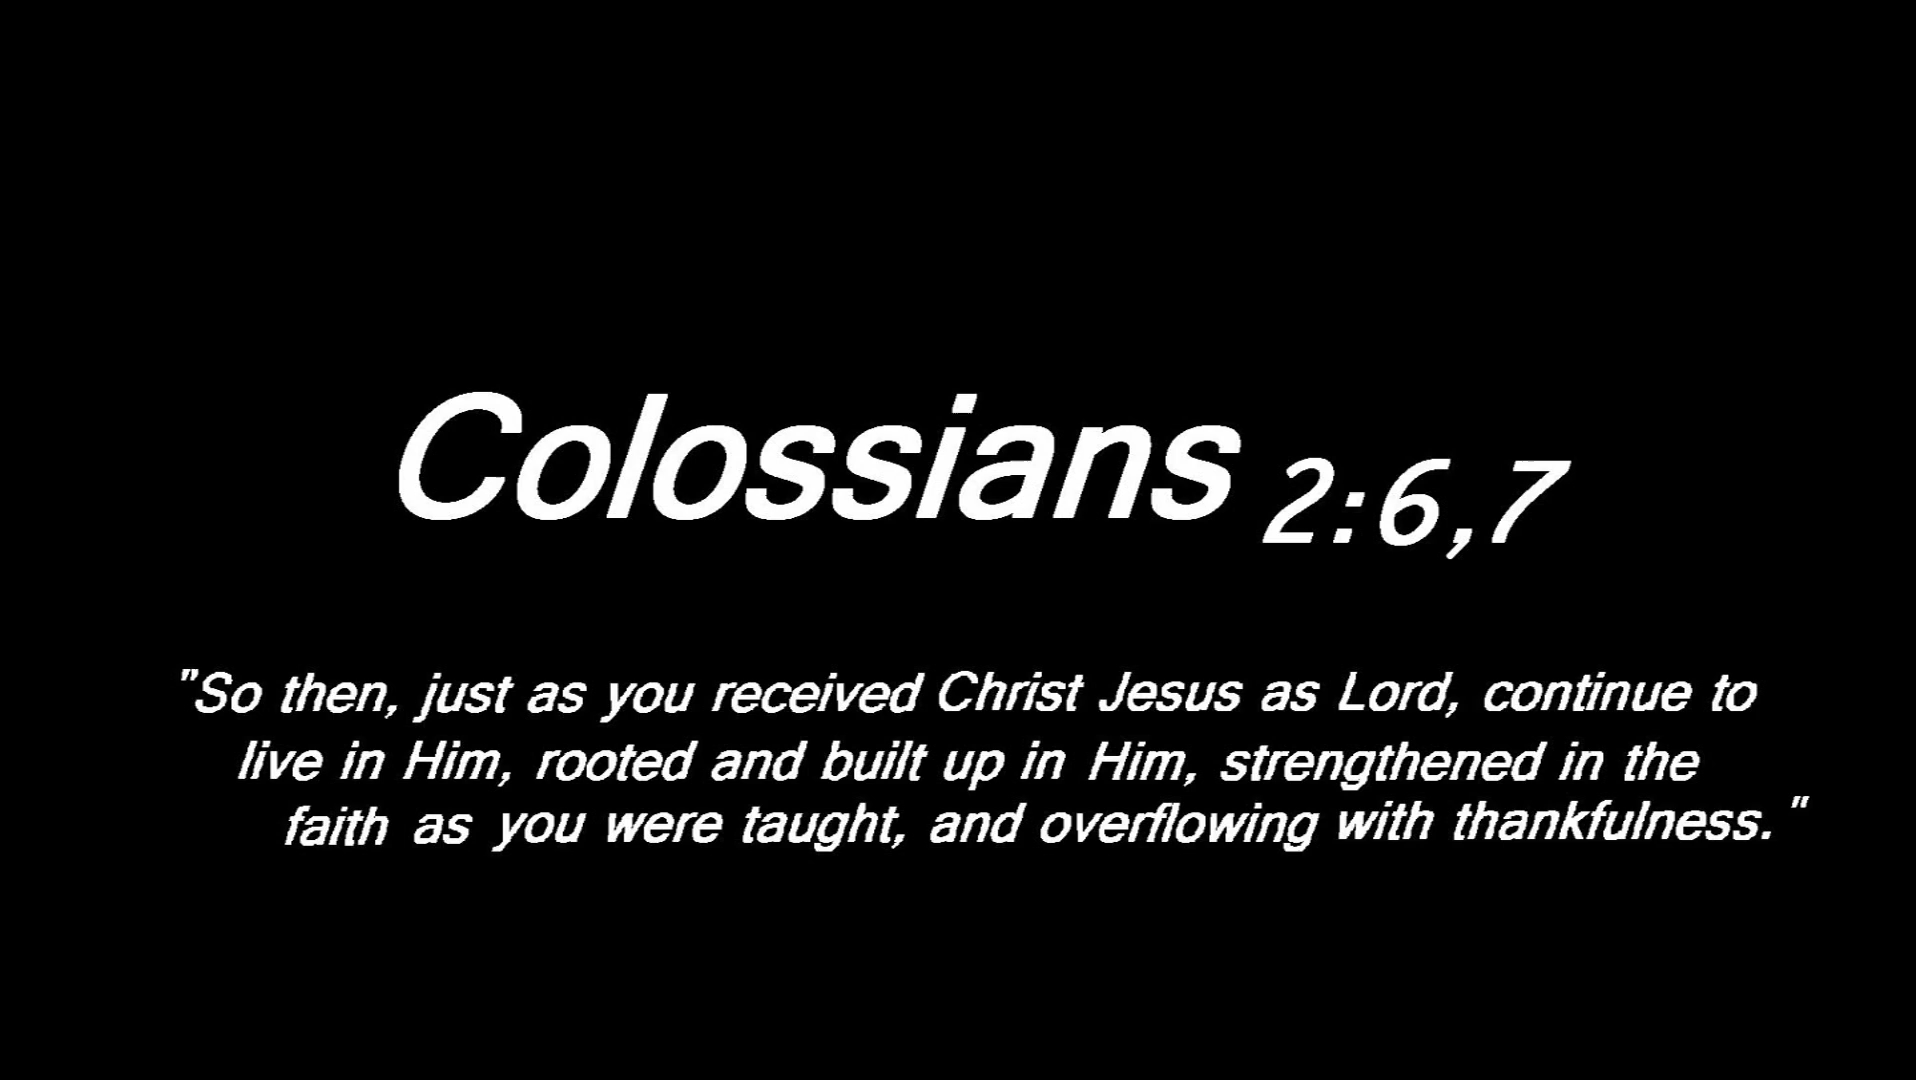 Colossians 2:6,7
"So then, just as you received Christ Jesus as Lord, continue to
live in Him, rooted and built up in Him, strengthened in the
faith as you were taught, and overflowing with thankfulness. "